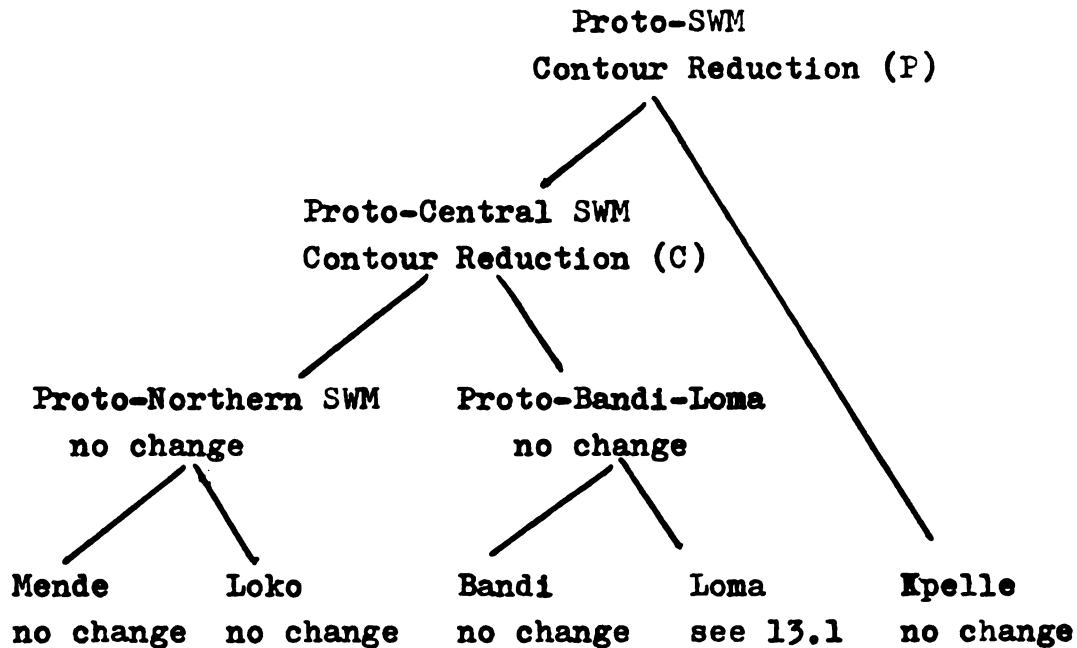 Proto-SWM
Contour Reduction (P)
Proto-Central SWM
Contour Reduction (C)
Proto-Northern SWM
no change
Proto-Bandi-Loma
no change
Mende
no change
Loko
no change
Bandi
no change
Loma
see 13.1
Kpelle
no change